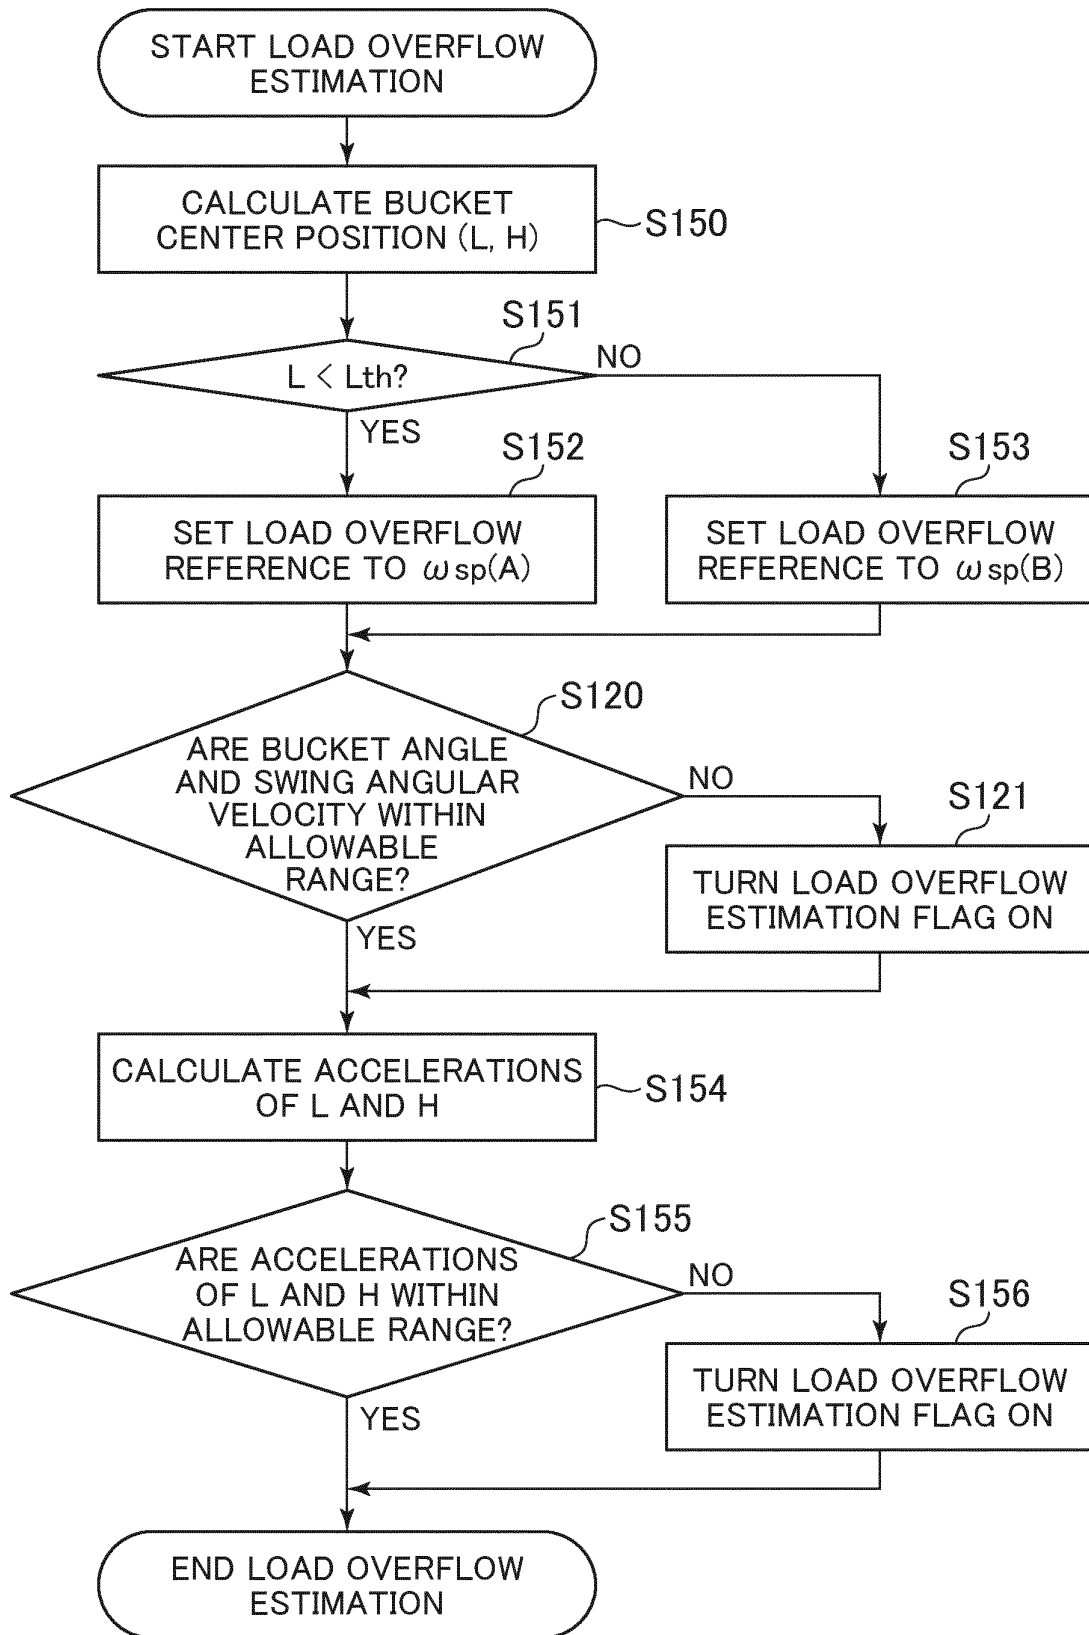 START LOAD OVERFLOW
ESTIMATION
CALCULATE BUCKET
CENTER POSITION (L, H)
S150
S151
L < Lth?
NO
YES
S152
SET LOAD OVERFLOW
REFERENCE TO ωsp(A)
S153
SET LOAD OVERFLOW
REFERENCE TO ωsp(B)
S120
ARE BUCKET ANGLE
AND SWING ANGULAR
VELOCITY WITHIN
ALLOWABLE
RANGE?
NO
YES
S121
TURN LOAD OVERFLOW
ESTIMATION FLAG ON
CALCULATE ACCELERATIONS
OF L AND H
S154
S155
ARE ACCELERATIONS
OF L AND H WITHIN
ALLOWABLE RANGE?
NO
YES
S156
TURN LOAD OVERFLOW
ESTIMATION FLAG ON
END LOAD OVERFLOW
ESTIMATION